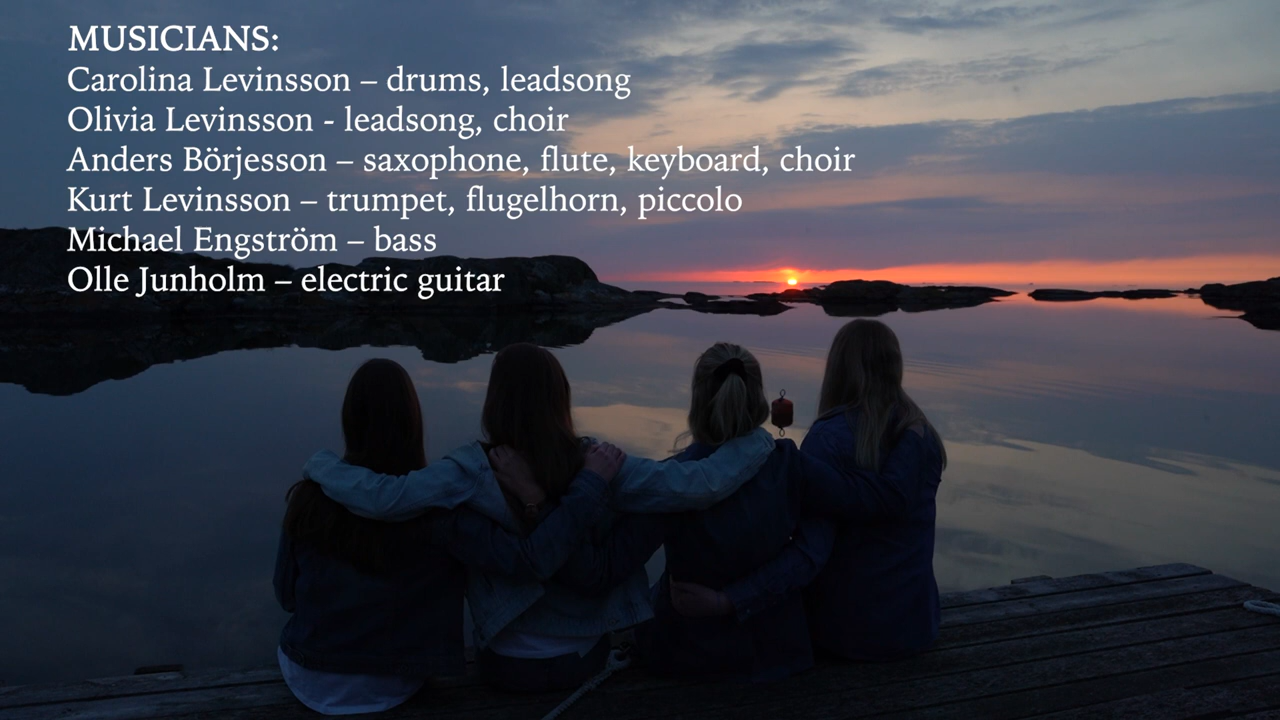 MUSICIANS:
Carolina Levinsson – drums, leadsong
Olivia Levinsson - leadsong, choir
Anders Börjesson – saxophone, flute, keyboard, choir
Kurt Levinsson – trumpet, flugelhorn, piccolo
Michael Engström – bass
Olle Junholm – electric guitar